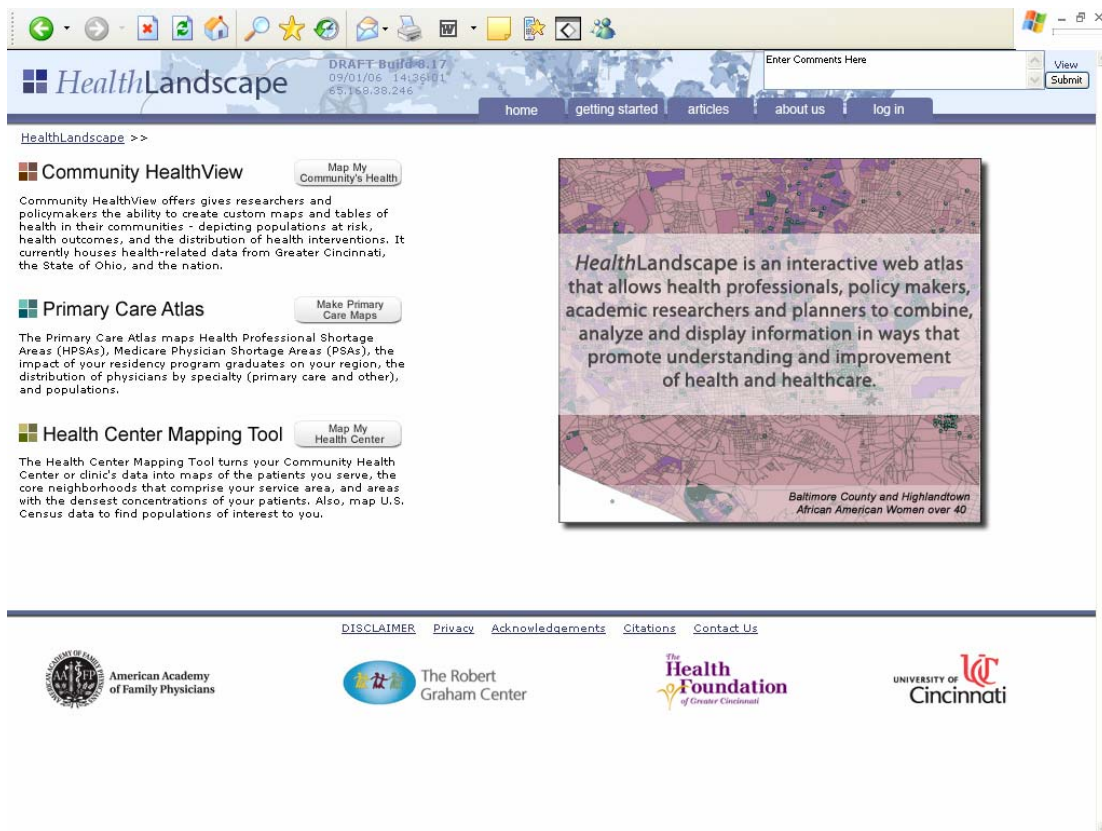 DRAFT Build 8.17
09/01/06 14:36:01
65.168.38.246
HealthLandscape
Enter Comments Here
View
Submit
home getting started articles about us log in
HealthLandscape >>
Community HealthView
Map My
Community's Health
Community HealthView offers gives researchers and
policymakers the ability to create custom maps and tables of
health in their communities - depicting populations at risk,
health outcomes, and the distribution of health interventions. It
currently houses health-related data from Greater Cincinnati,
the State of Ohio, and the nation.
Primary Care Atlas
Make Primary
Care Maps
The Primary Care Atlas maps Health Professional Shortage
Areas (HPSAs), Medicare Physician Shortage Areas (PSAs), the
impact of your residency program graduates on your region, the
distribution of physicians by specialty (primary care and other),
and populations.
Health Center Mapping Tool
Map My
Health Center
The Health Center Mapping Tool turns your Community Health
Center or clinic's data into maps of the patients you serve, the
core neighborhoods that comprise your service area, and areas
with the densest concentrations of your patients. Also, map U.S.
Census data to find populations of interest to you.
HealthLandscape is an interactive web atlas
that allows health professionals, policy makers,
academic researchers and planners to combine,
analyze and display information in ways that
promote understanding and improvement
of health and healthcare.
Baltimore County and Highlandtown
African American Women over 40
DISCLAIMER Privacy Acknowledgements Citations Contact Us
American Academy
of Family Physicians
The Robert
Graham Center
The
Health
Foundation
of Greater Cincinnati
UNIVERSITY OF UC
Cincinnati